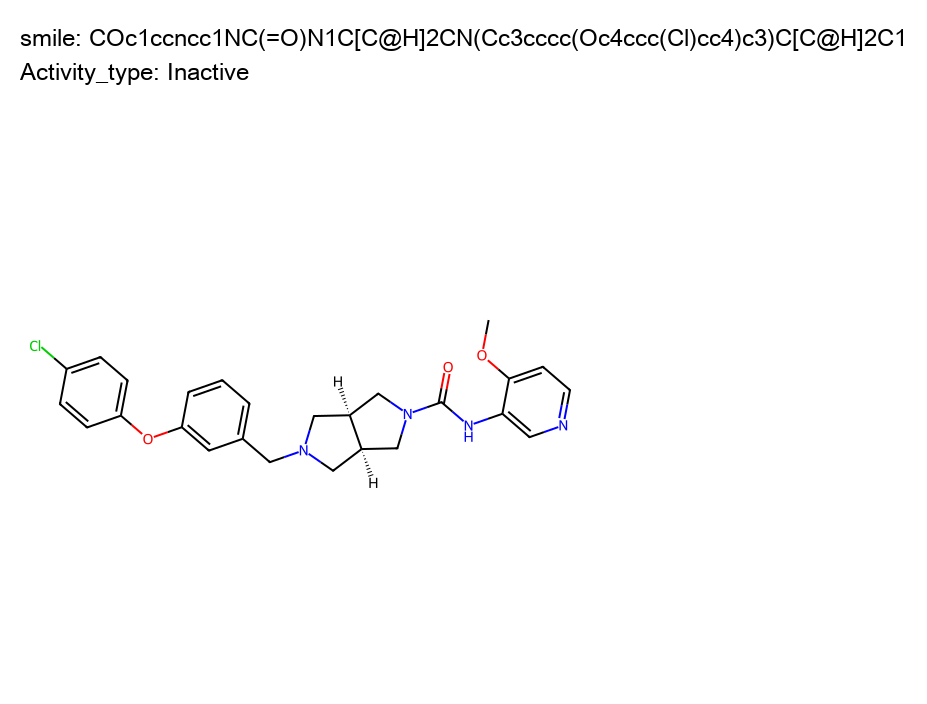 smile: COc1ccncc1NC(=O)N1C[C@H]2CN(Cc3cccc(Oc4ccc(Cl)cc4)c3)C[C@H]2C1
Activity_type: Inactive
O
Cl
O
H
O
N
N
N
H
N
O
H